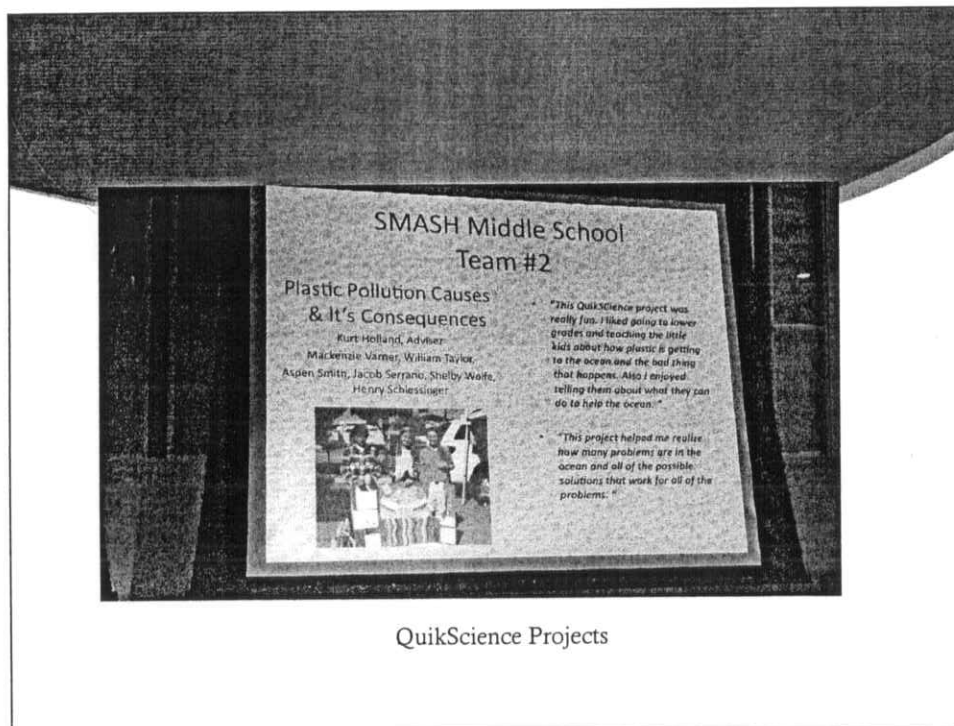 SMASH Middle School
Team #2
Plastic Pollution Causes
& It's Consequences
Kurt Holland, Adviser
Mackenzie Varner, William Taylor,
Aspen Smith, Jacob Serrano, Shelby Wolfe,
Henry Schlessinger
• "This QuikSCience project was
really fun. I liked going to lower
grades and teaching the little
kids about how plastic is getting
to the ocean and the bad thing
that happens. Also I enjoyed
telling them about what they can
do to help the ocean. "
• "This project helped me realize
how many problems are in the
ocean and all of the possible
solutions that work for all of the
problems. "
QuikScience Projects